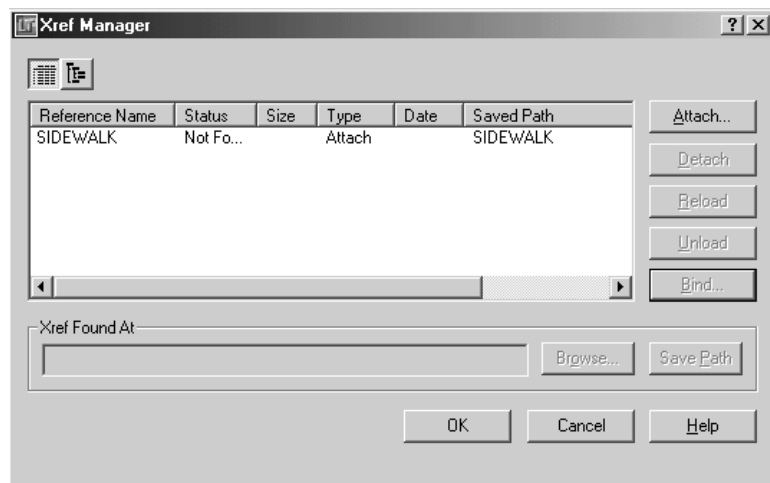 LT Xref Manager
Reference Name Status Size Type Date Saved Path
SIDEWALK Not Fo... Attach SIDEWALK
Attach...
Detach
Reload
Unload
Bind...
Xref Found At
Browse... Save Path
OK Cancel Help